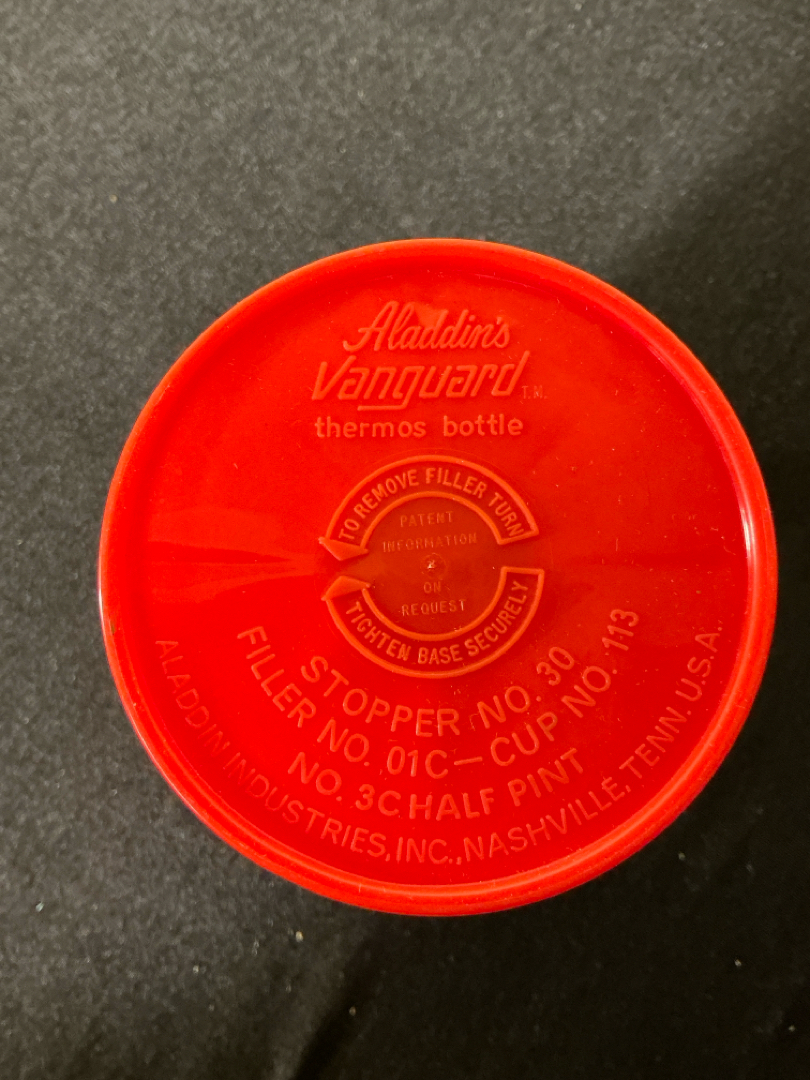 Aladdin's
Vanguard T.M.
thermos bottle
TO REMOVE FILLER TURN
PATENT
INFORMATION
ON
REQUEST
TIGHTEN BASE SECURELY
STOPPER NO. 30
FILLER NO. 01C — CUP NO. 113
NO. 3C HALF PINT
ALADDIN INDUSTRIES, INC., NASHVILLE, TENN. U.S.A.